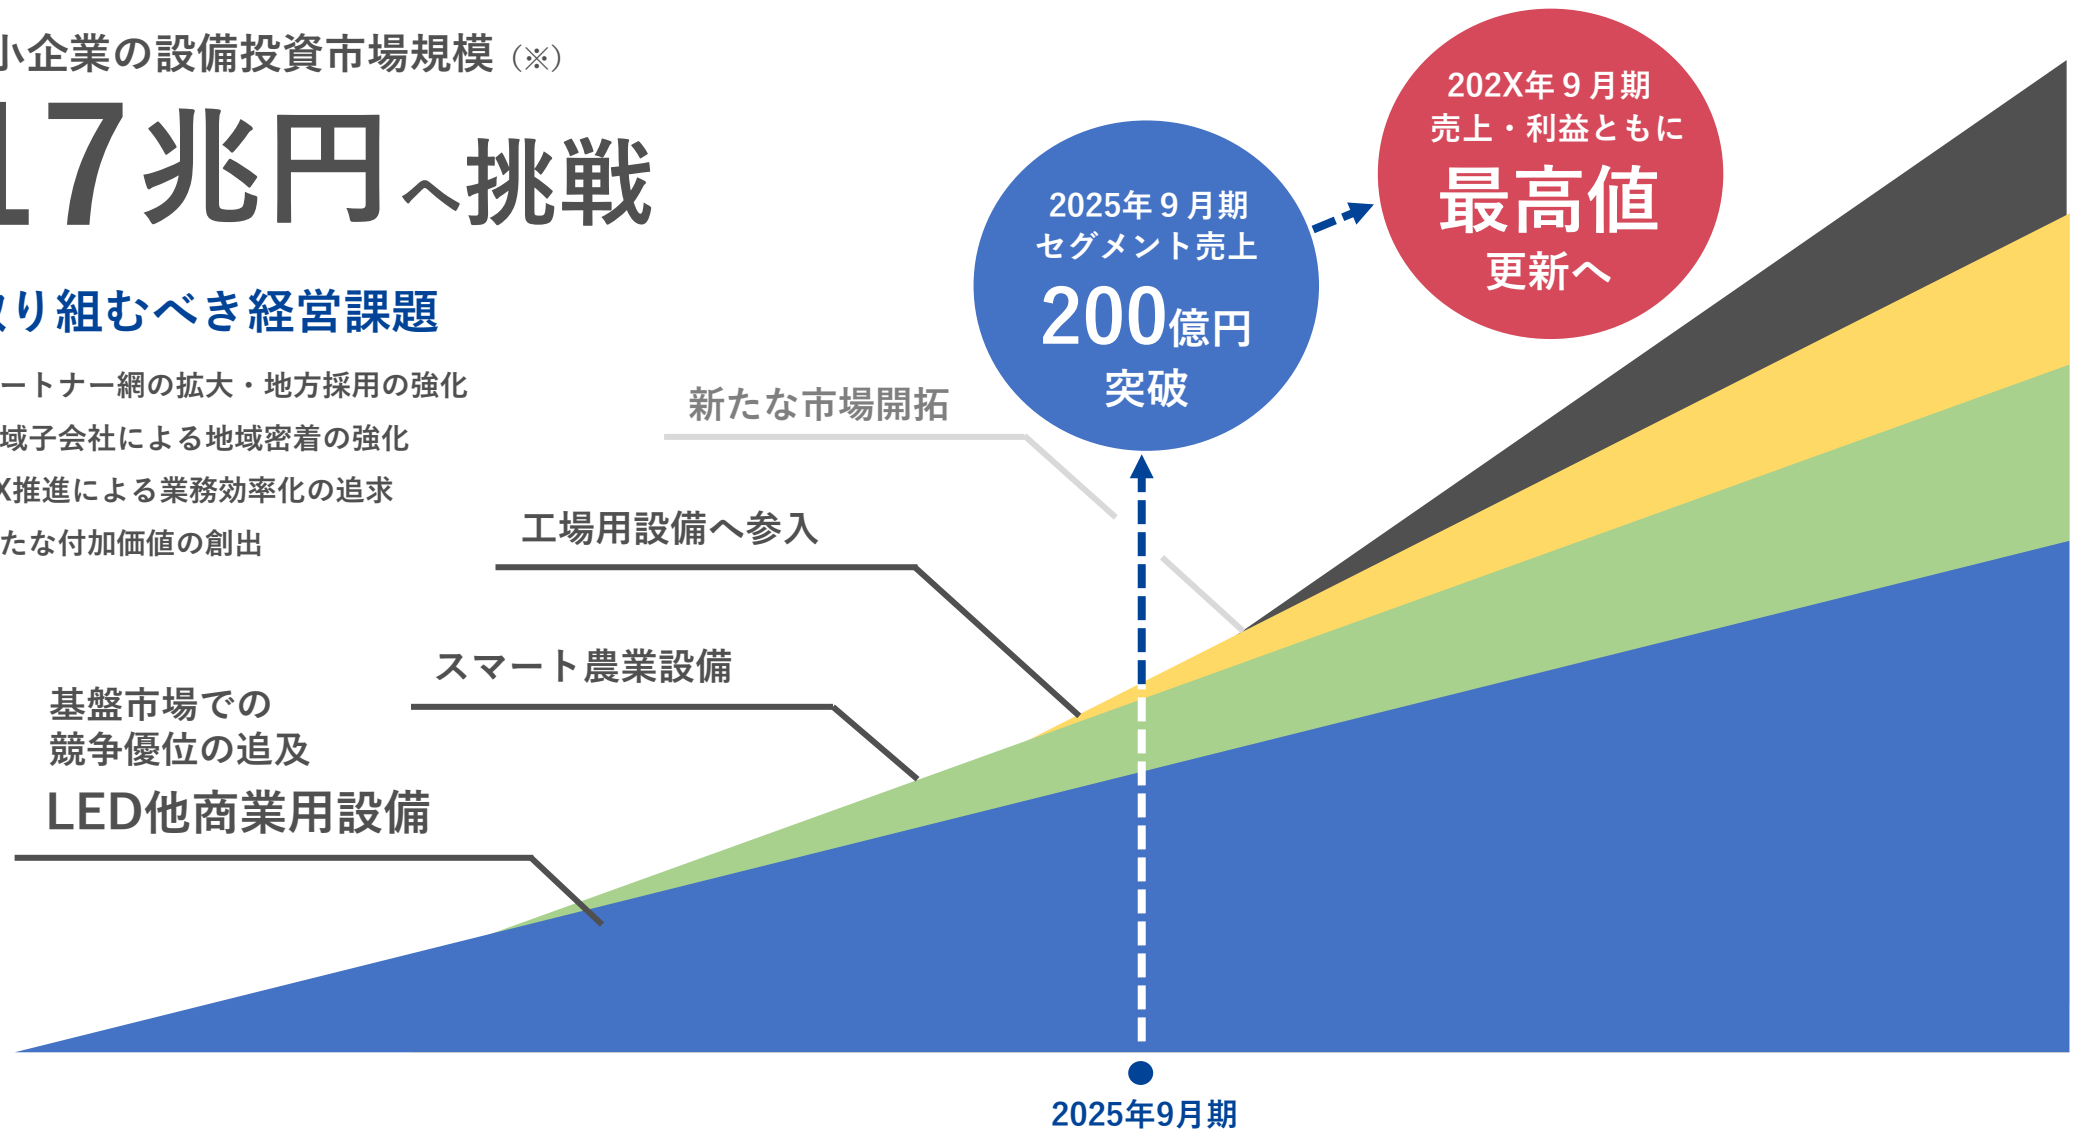 小企業の設備投資市場規模（※）
17兆円へ挑戦
り組むべき経営課題
ートナー網の拡大・地方採用の強化
域子会社による地域密着の強化
X推進による業務効率化の追求
たな付加価値の創出
202X年９月期
売上・利益ともに
最高値
更新へ
2025年９月期
セグメント売上
200億円
突破
新たな市場開拓
工場用設備へ参入
スマート農業設備
基盤市場での
競争優位の追及
LED他商業用設備
2025年9月期